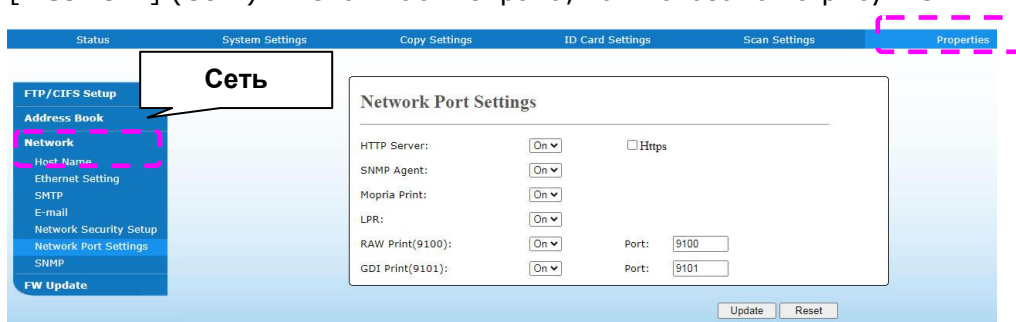 Status System Settings Copy Settings ID Card Settings Scan Settings Properties
Сеть
FTP/CIFS Setup
Address Book
Network
Host Name
Ethernet Setting
SMTP
E-mail
Network Security Setup
Network Port Settings
SNMP
FW Update
Network Port Settings
HTTP Server: On Https
SNMP Agent: On
Mopria Print: On
LPR: On
RAW Print(9100): On Port: 9100
GDI Print(9101): On Port: 9101
Update Reset